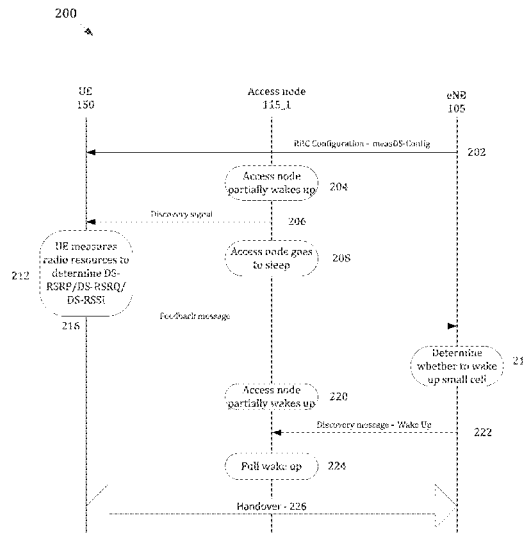 200
UE
150
Access node
115_1
eNB
105
RRC Configuration - measDS-Config
202
Access node
partially wakes up
204
Discovery signal
206
UE measures
radio resources to
determine DS-
RSRP/DS-RSRQ/
DS-RSSI
212
Access node goes
to sleep
208
216
Feedback message
Determine
whether to wake
up small cell
21
Access node
partially wakes up
220
Discovery message - Wake Up
222
Full wake up
224
Handover - 226